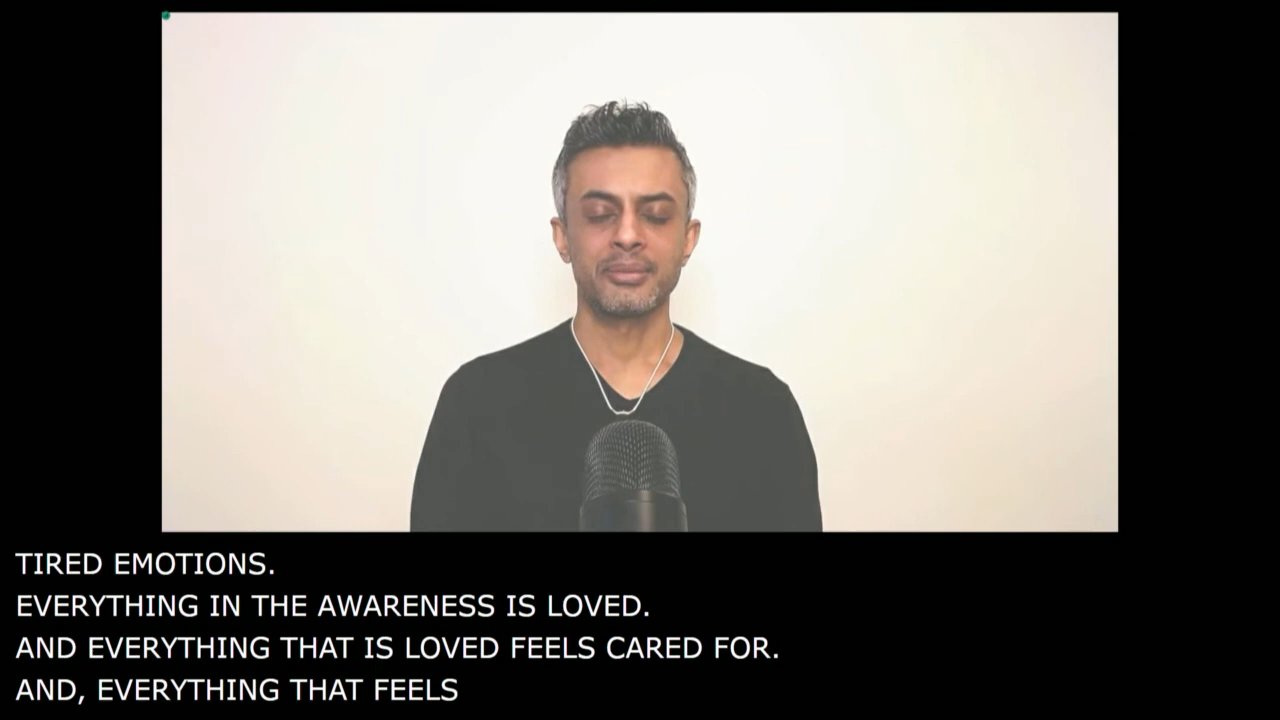 TIRED EMOTIONS.
EVERYTHING IN THE AWARENESS IS LOVED.
AND EVERYTHING THAT IS LOVED FEELS CARED FOR.
AND, EVERYTHING THAT FEELS